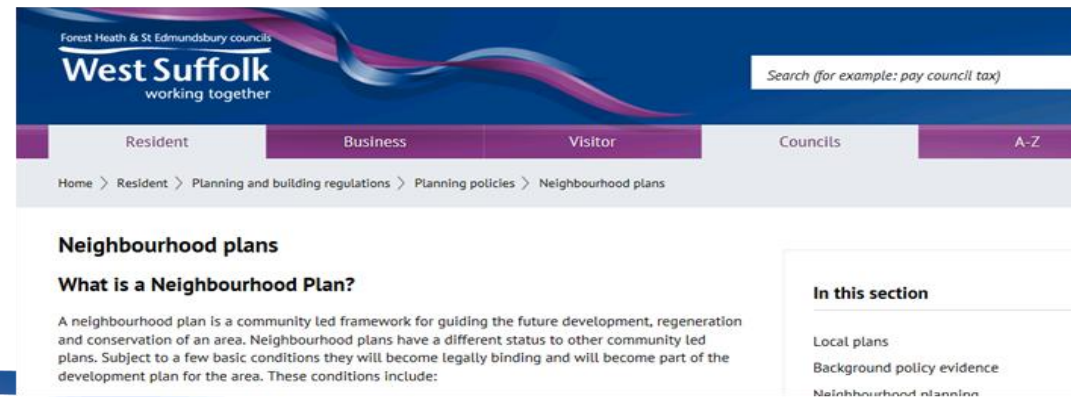 Forest Heath & St Edmundsbury councils
West Suffolk
working together
Search (for example: pay council tax)
Resident
Business
Visitor
Councils
A-Z
Home > Resident > Planning and building regulations > Planning policies > Neighbourhood plans
Neighbourhood plans
What is a Neighbourhood Plan?
A neighbourhood plan is a community led framework for guiding the future development, regeneration
and conservation of an area. Neighbourhood plans have a different status to other community led
plans. Subject to a few basic conditions they will become legally binding and will become part of the
development plan for the area. These conditions include:
In this section
Local plans
Background policy evidence
Neighbourhood planning